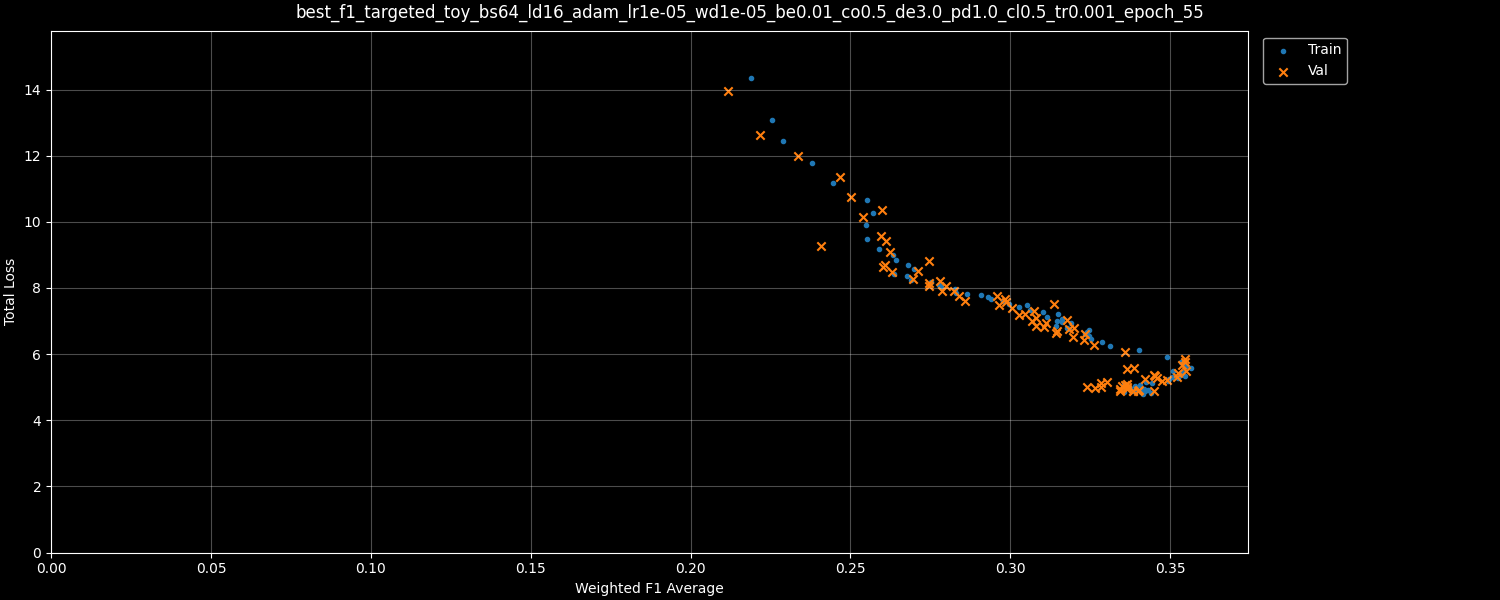 best_f1_targeted_toy_bs64_ld16_adam_lr1e-05_wd1e-05_be0.01_co0.5_de3.0_pd1.0_cl0.5_tr0.001_epoch_55
Train
Val
14
12
10
8
6
4
2
0
Total Loss
0.00 0.05 0.10 0.15 0.20 0.25 0.30 0.35
Weighted F1 Average